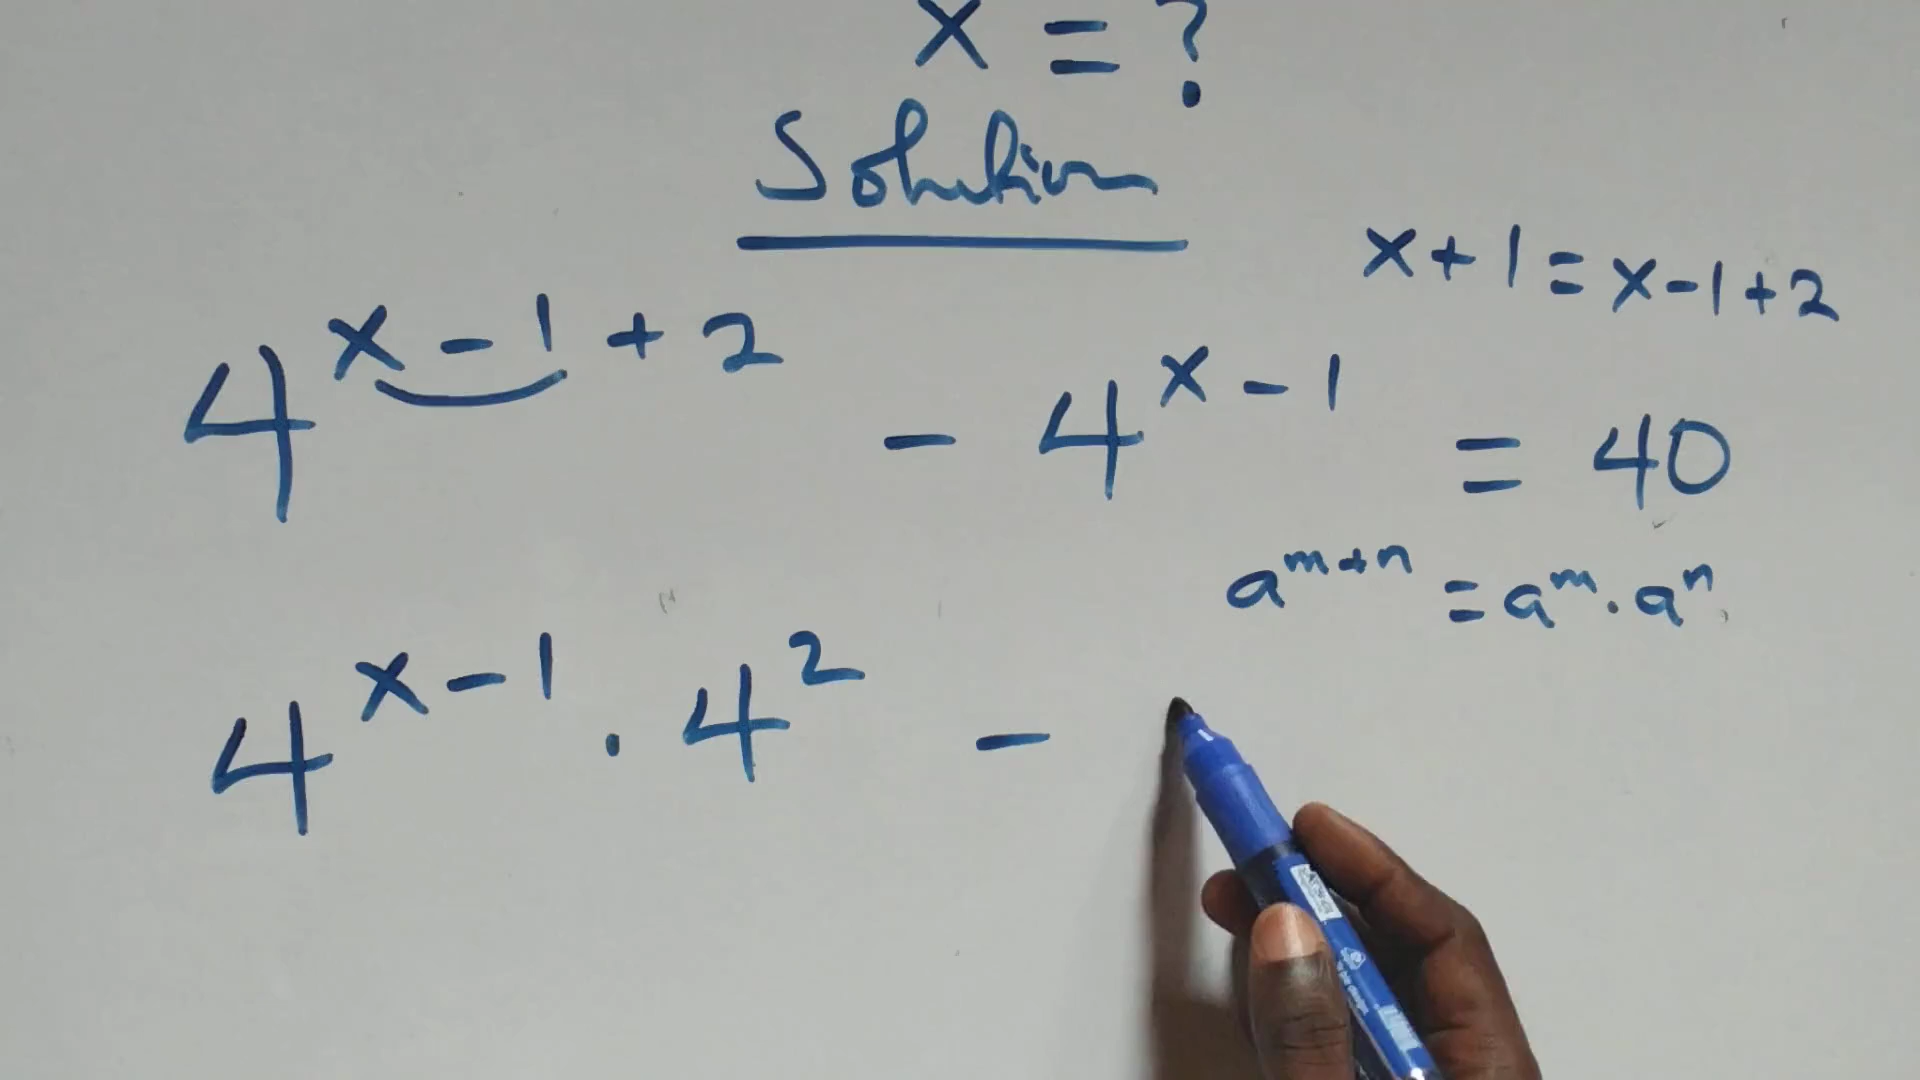 x = ?
Solution
x+1=x-1+2
4^{x-1+2} - 4^{x-1} = 40
a^{m+n} = a^m . a^n
4^{x-1} . 4^2 -